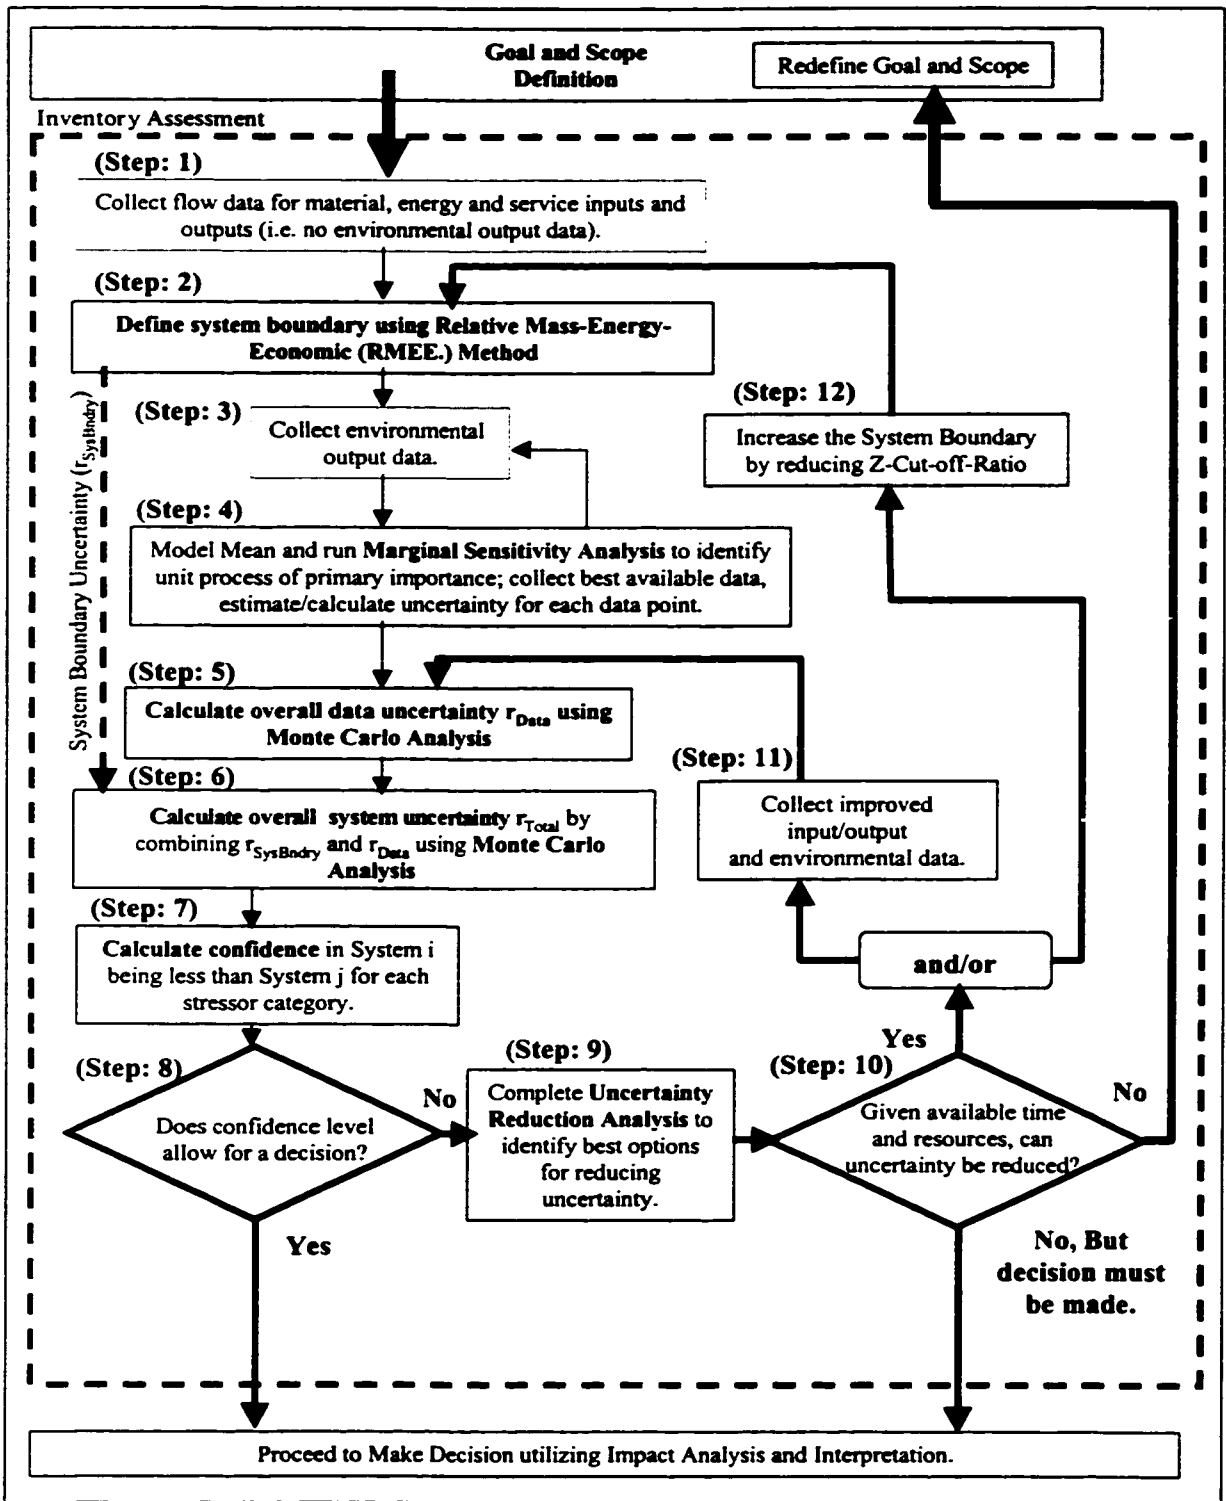 Goal and Scope
Definition
Redefine Goal and Scope
Inventory Assessment
(Step: 1)
Collect flow data for material, energy and service inputs and
outputs (i.e. no environmental output data).
(Step: 2)
Define system boundary using Relative Mass-Energy-
Economic (RMEE.) Method
System Boundary Uncertainty (r_SysBndry)
(Step: 3)
Collect environmental
output data.
(Step: 12)
Increase the System Boundary
by reducing Z-Cut-off-Ratio
(Step: 4)
Model Mean and run Marginal Sensitivity Analysis to identify
unit process of primary importance; collect best available data,
estimate/calculate uncertainty for each data point.
(Step: 5)
Calculate overall data uncertainty r_Data using
Monte Carlo Analysis
(Step: 11)
Collect improved
input/output
and environmental data.
(Step: 6)
Calculate overall system uncertainty r_Total by
combining r_SysBndry and r_Data using Monte Carlo
Analysis
(Step: 7)
Calculate confidence in System i
being less than System j for each
stressor category.
and/or
Yes
(Step: 8)
Does confidence level
allow for a decision?
No
(Step: 9)
Complete Uncertainty
Reduction Analysis to
identify best options
for reducing
uncertainty.
(Step: 10)
Given available time
and resources, can
uncertainty be reduced?
No
Yes
No, But
decision must
be made.
Proceed to Make Decision utilizing Impact Analysis and Interpretation.